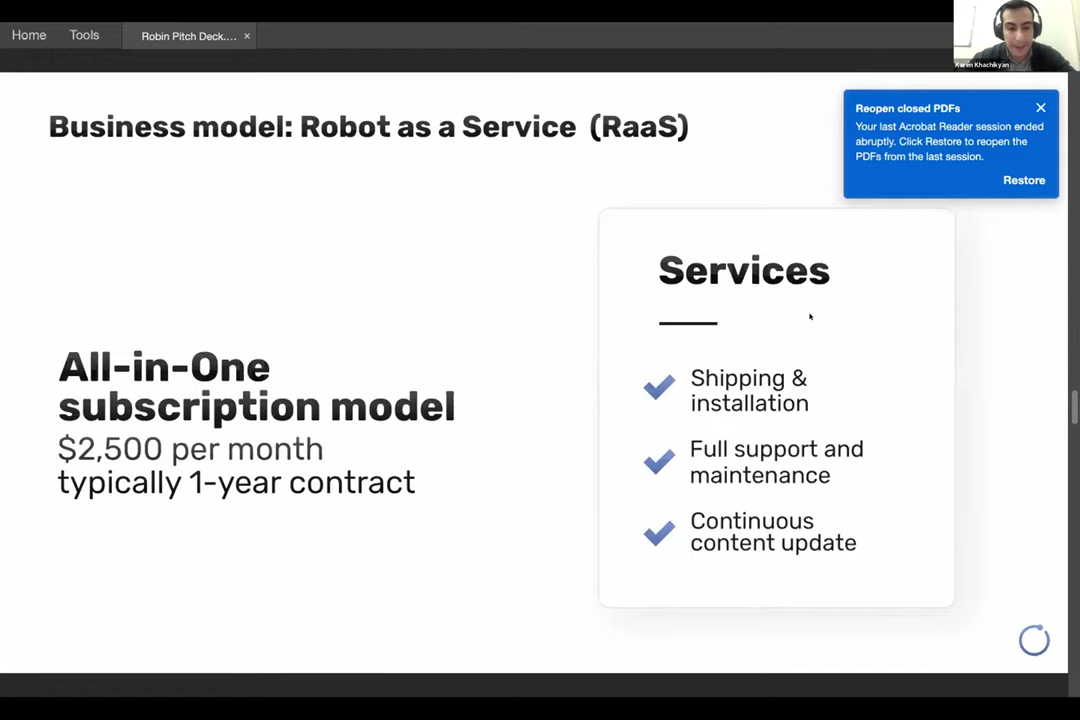 Home
Tools
Robin Pitch Deck.... ×
Karen Khachikyan
Reopen closed PDFs
Your last Acrobat Reader session ended
abruptly. Click Restore to reopen the
PDFs from the last session.
Restore
Business model: Robot as a Service (RaaS)
All-in-One
subscription model
$2,500 per month
typically 1-year contract
Services
Shipping &
installation
Full support and
maintenance
Continuous
content update